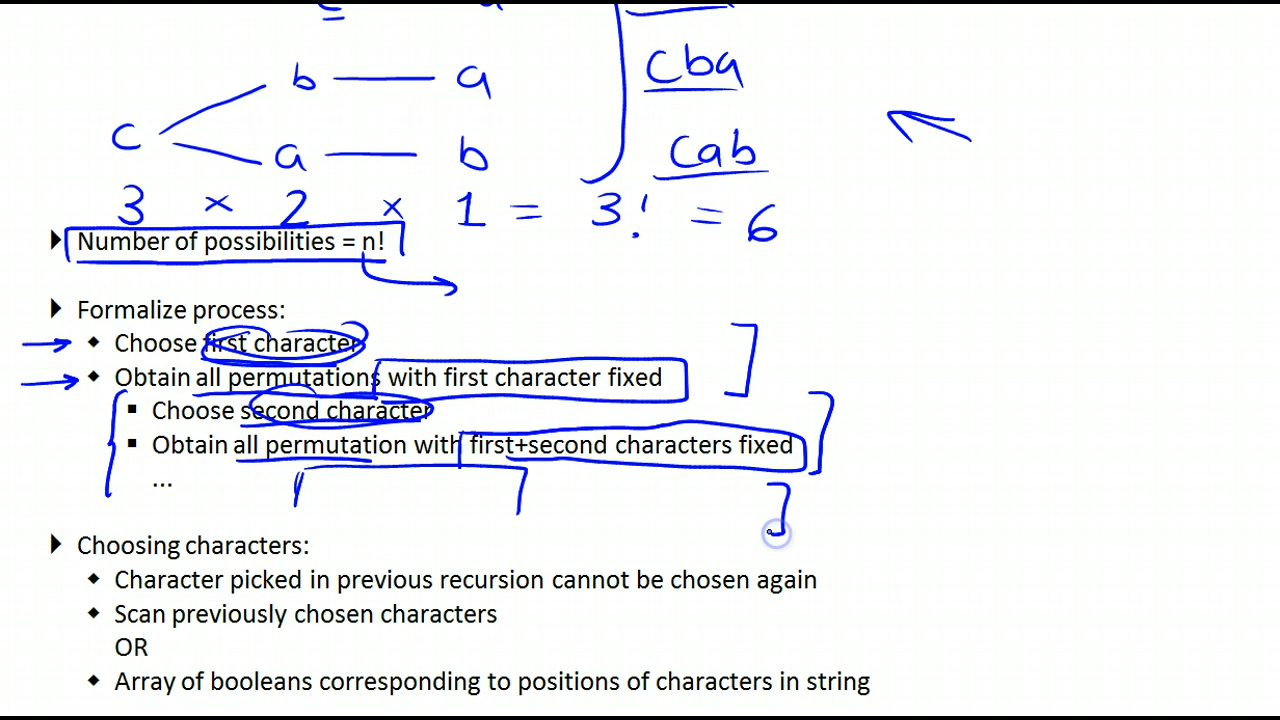 b — a cba
c
a — b cab
3 × 2 × 1 = 3! = 6
Number of possibilities = n!
Formalize process:
Choose first character
Obtain all permutations with first character fixed
Choose second character
Obtain all permutation with first+second characters fixed
...
Choosing characters:
Character picked in previous recursion cannot be chosen again
Scan previously chosen characters
OR
Array of booleans corresponding to positions of characters in string